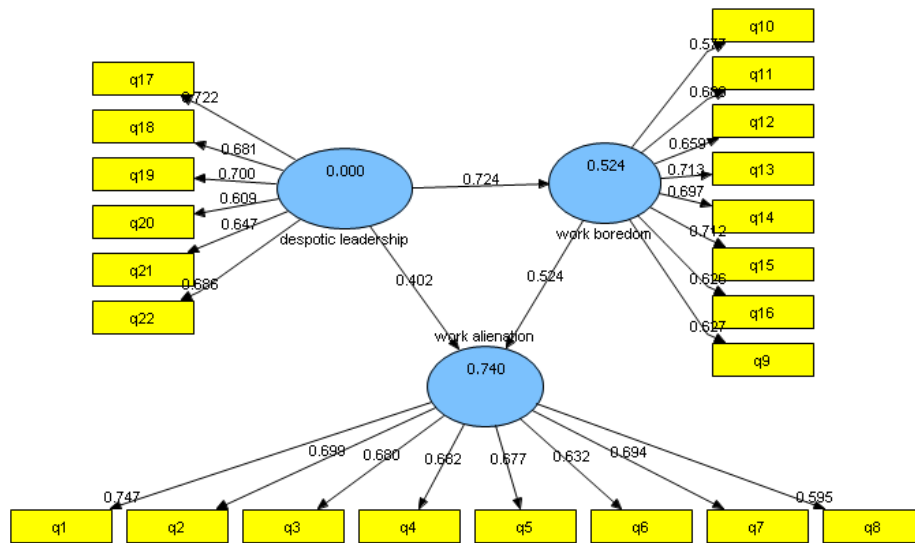 q10
0.577
q17
q11
0.722
0.683
q18
q12
0.681
0.659
0.000
0.524
q13
q19
0.700
0.724
0.713
0.609
0.697
q14
q20
0.647
0.712
despotic leadership
work boredom
q15
q21
0.686
0.402
0.524
0.626
q22
q16
0.627
work alienation
q9
0.740
0.699
0.680
0.682
0.677
0.632
0.694
0.747
0.595
q1
q2
q3
q4
q5
q6
q7
q8